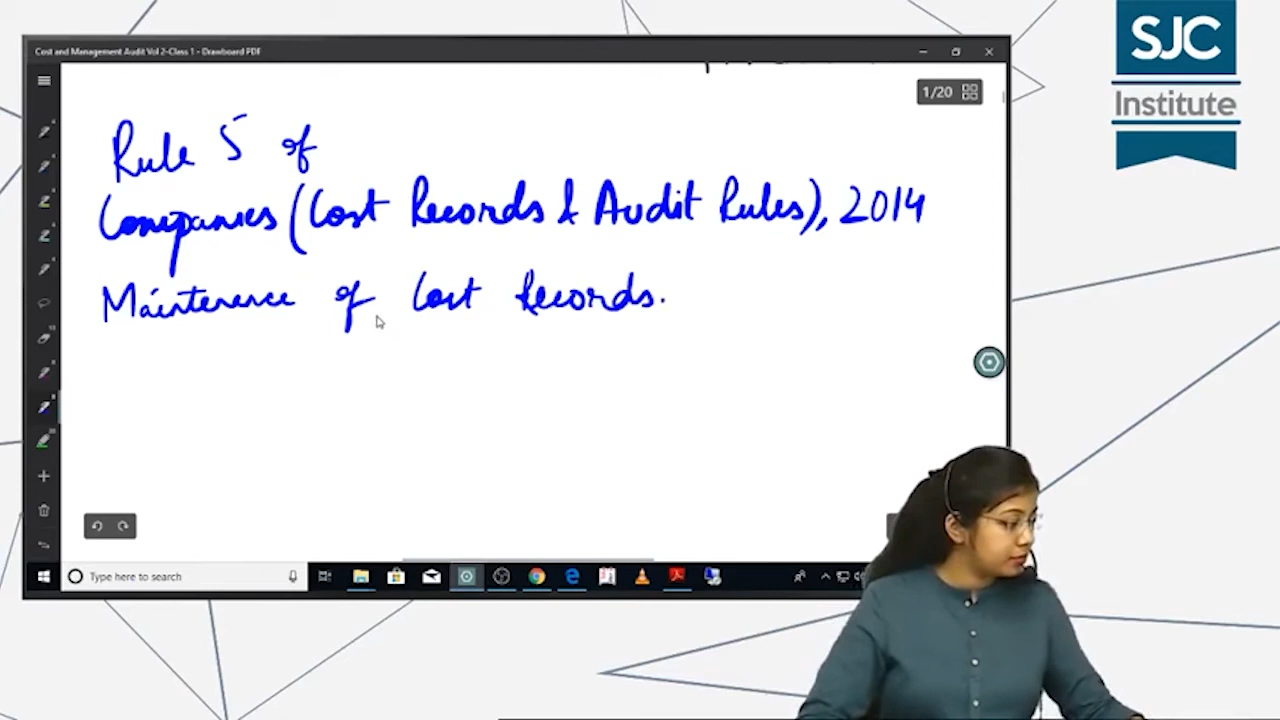 SJC
Institute
Cost and Management Audit Vol 2-Class 1 - Drawboard PDF
1/20
Rule 5 of
Companies (Cost Records & Audit Rules), 2014
Maintenence of Cost Records.
Type here to search